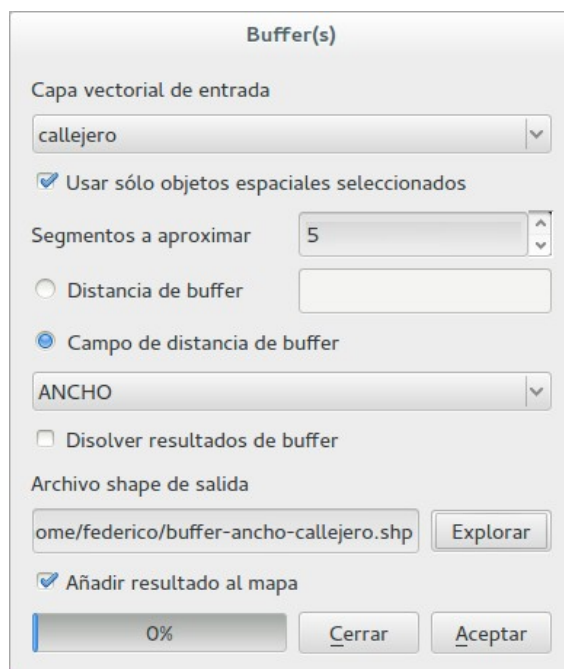 Buffer(s)
Capa vectorial de entrada
callejero
Usar sólo objetos espaciales seleccionados
Segmentos a aproximar 5
Distancia de buffer
Campo de distancia de buffer
ANCHO
Disolver resultados de buffer
Archivo shape de salida
ome/federico/buffer-ancho-callejero.shp Explorar
Añadir resultado al mapa
0% Cerrar Aceptar